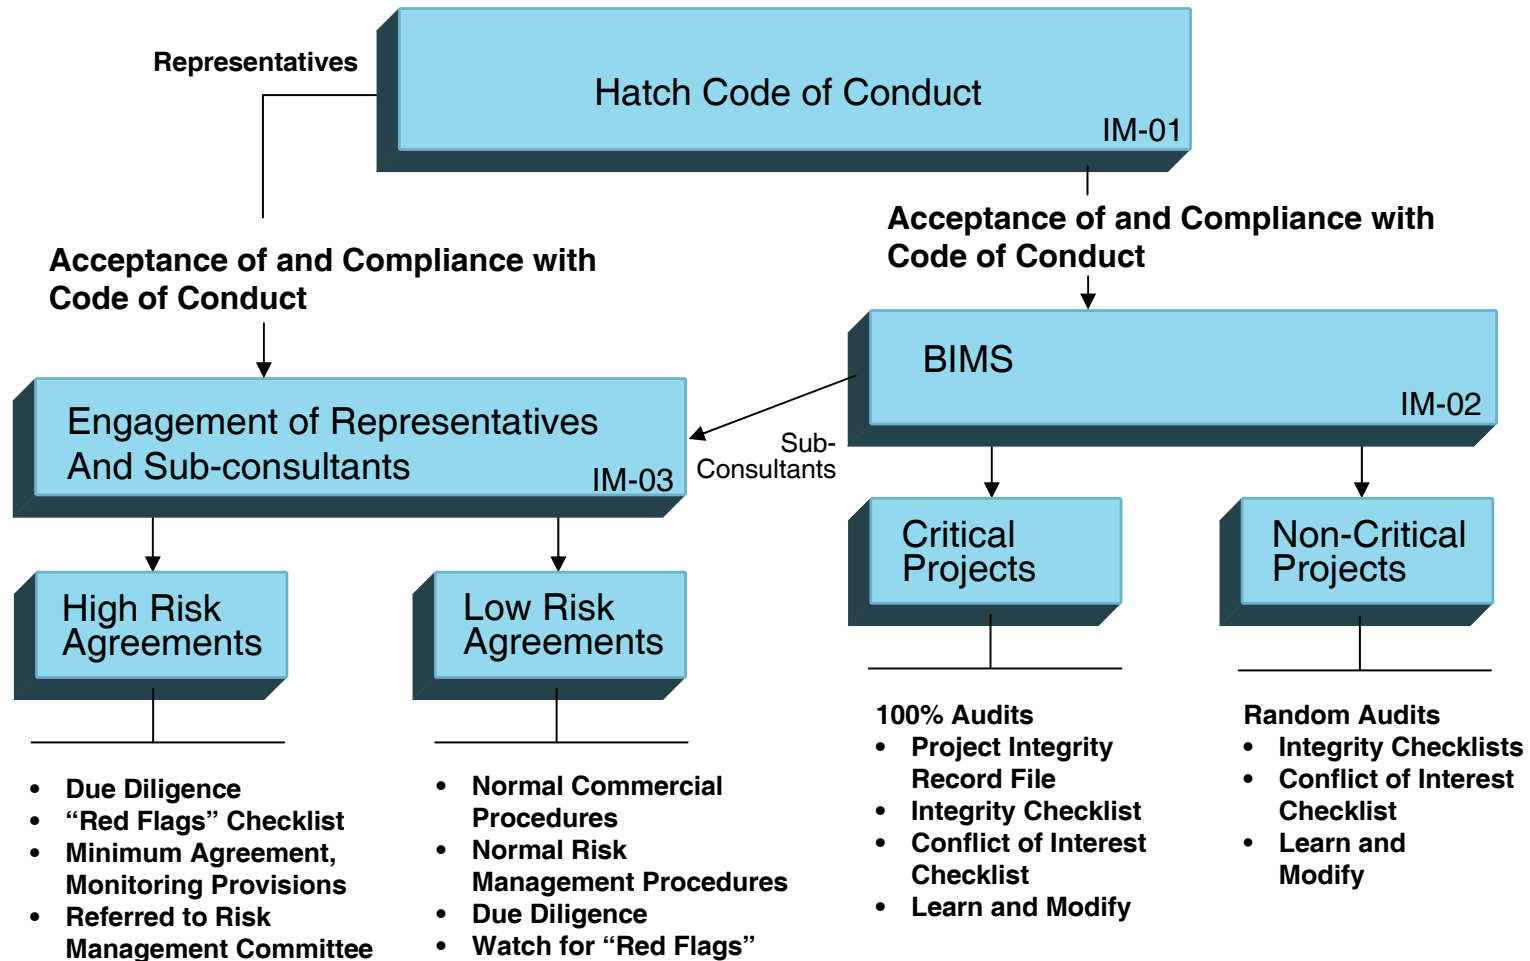 Representatives
Hatch Code of Conduct
IM-01
Acceptance of and Compliance with
Code of Conduct
Acceptance of and Compliance with
Code of Conduct
BIMS
IM-02
Engagement of Representatives
And Sub-consultants
IM-03
Sub-
Consultants
High Risk
Agreements
Low Risk
Agreements
Critical
Projects
Non-Critical
Projects
• Due Diligence
• “Red Flags” Checklist
• Minimum Agreement,
Monitoring Provisions
• Referred to Risk
Management Committee
• Normal Commercial
Procedures
• Normal Risk
Management Procedures
• Due Diligence
• Watch for “Red Flags”
100% Audits
• Project Integrity
Record File
• Integrity Checklist
• Conflict of Interest
Checklist
• Learn and Modify
Random Audits
• Integrity Checklists
• Conflict of Interest
Checklist
• Learn and
Modify